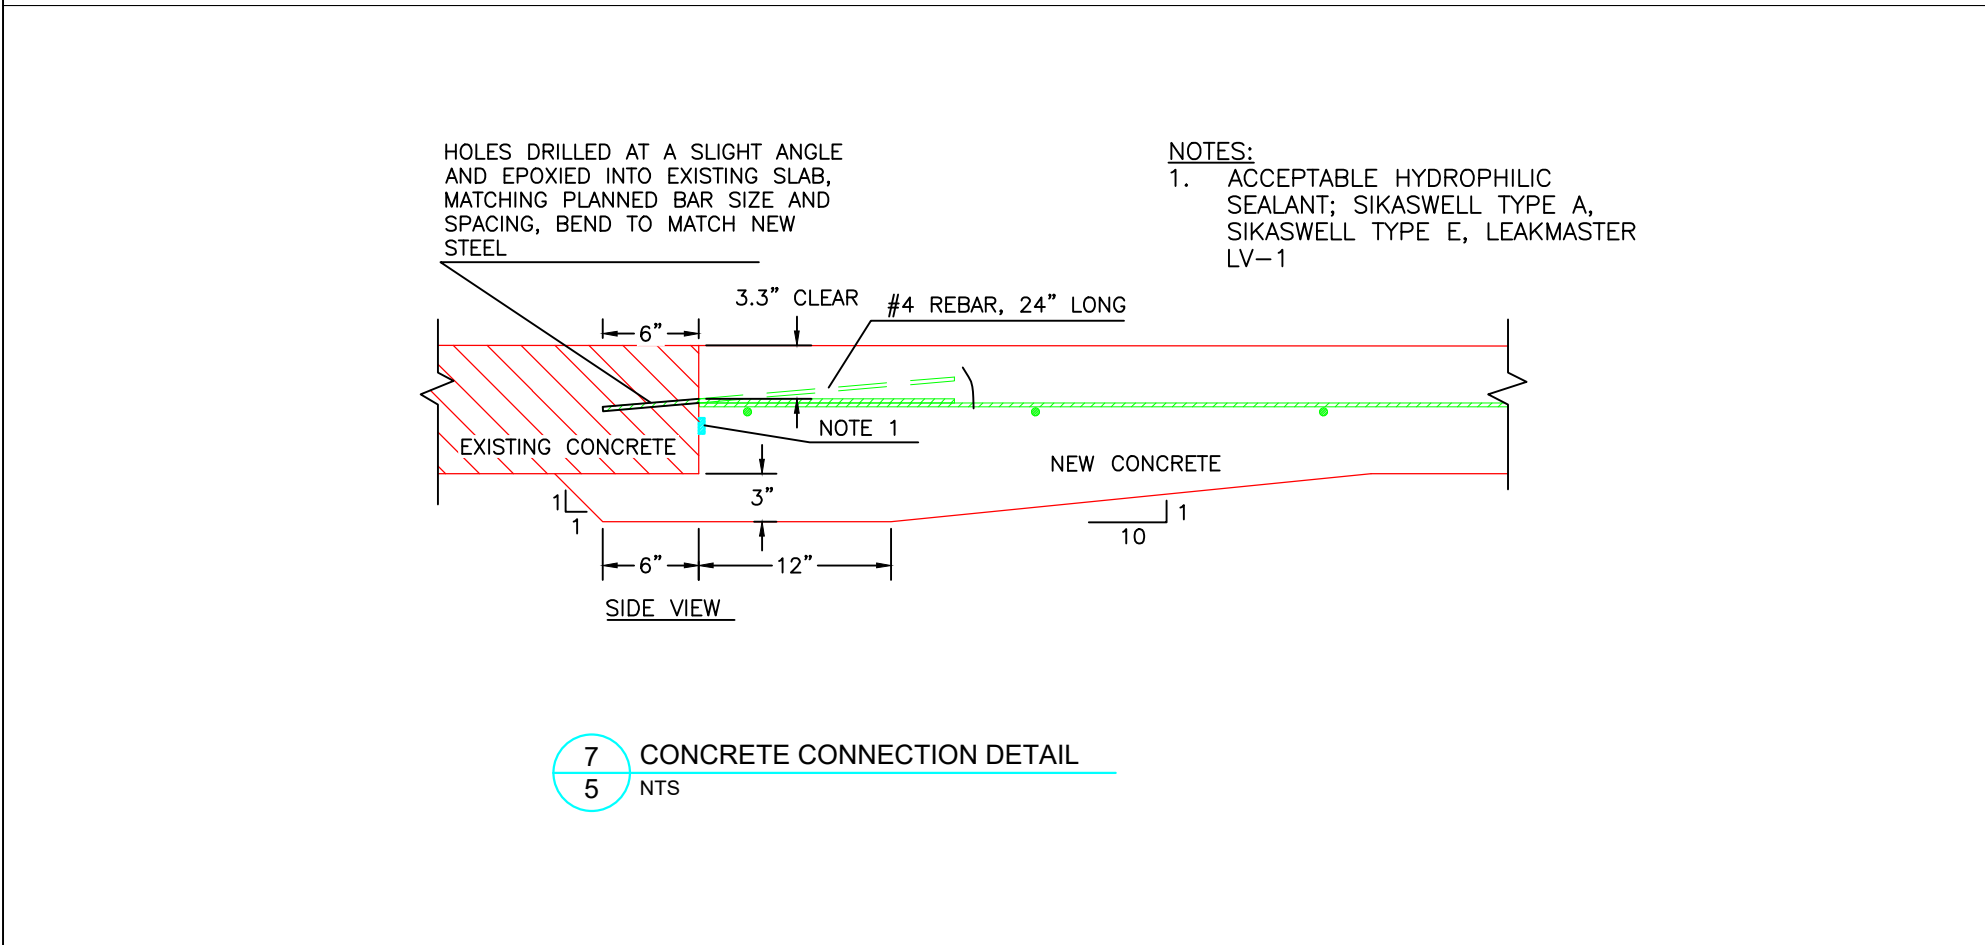 HOLES DRILLED AT A SLIGHT ANGLE
AND EPOXIED INTO EXISTING SLAB,
MATCHING PLANNED BAR SIZE AND
SPACING, BEND TO MATCH NEW
STEEL
NOTES:
1. ACCEPTABLE HYDROPHILIC
SEALANT; SIKASWELL TYPE A,
SIKASWELL TYPE E, LEAKMASTER
LV-1
3.3" CLEAR
#4 REBAR, 24" LONG
6"
NOTE 1
EXISTING CONCRETE
NEW CONCRETE
3"
1
1
1
10
6"
12"
SIDE VIEW
7
CONCRETE CONNECTION DETAIL
5
NTS